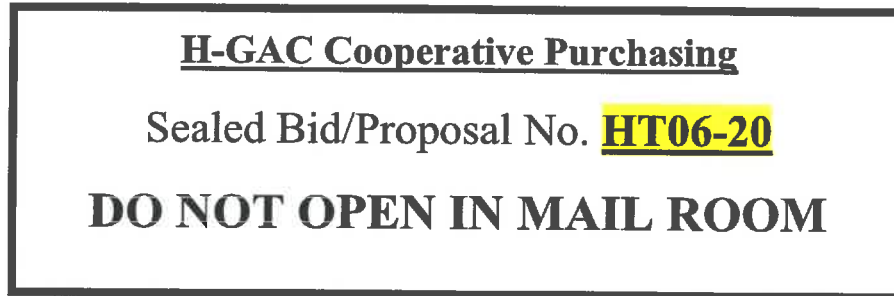 H-GAC Cooperative Purchasing
Sealed Bid/Proposal No. HT06-20
DO NOT OPEN IN MAIL ROOM